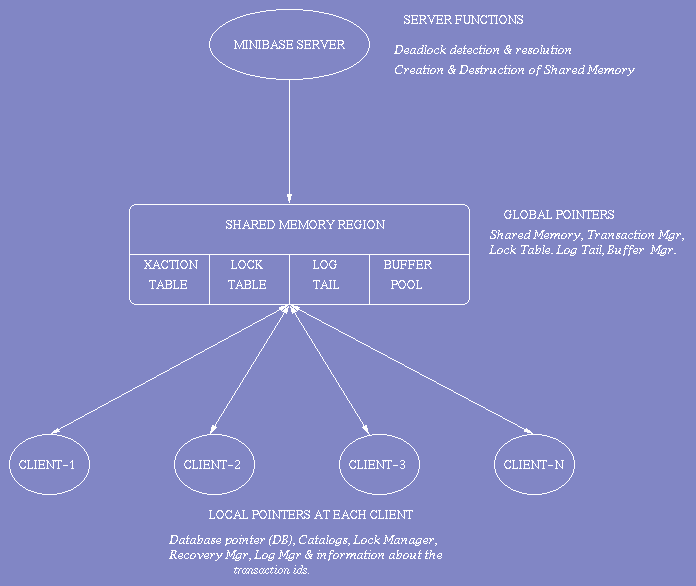 SERVER FUNCTIONS
MINIBASE SERVER
Deadlock detection & resolution
Creation & Destruction of Shared Memory
SHARED MEMORY REGION
GLOBAL POINTERS
Shared Memory, Transaction Mgr,
Lock Table. Log Tail, Buffer Mgr.
XACTION TABLE
LOCK TABLE
LOG TAIL
BUFFER POOL
CLIENT-1
CLIENT-2
CLIENT-3
CLIENT-N
LOCAL POINTERS AT EACH CLIENT
Database pointer (DB), Catalogs, Lock Manager,
Recovery Mgr, Log Mgr & information about the
transaction ids.